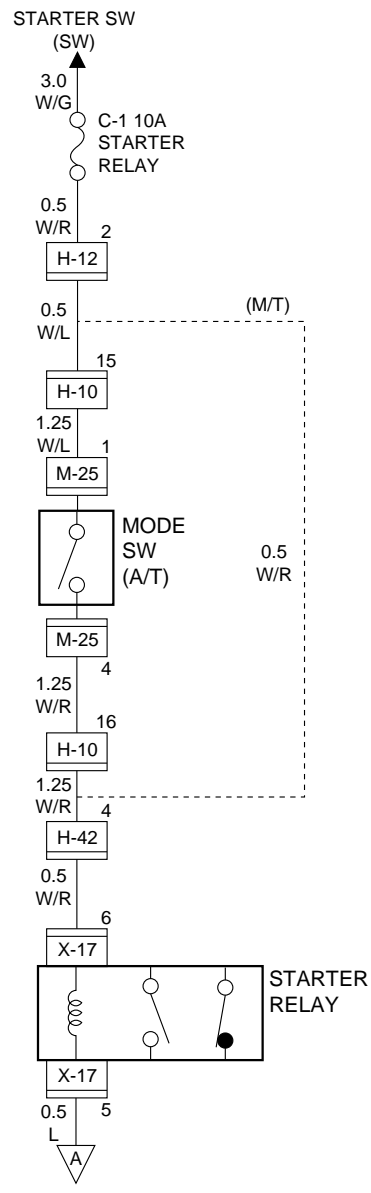 STARTER SW
(SW)
3.0
W/G
C-1 10A
STARTER
RELAY
0.5
W/R
2
H-12
0.5
W/L
(M/T)
15
H-10
1.25
W/L
1
M-25
MODE
SW
(A/T)
0.5
W/R
M-25
4
1.25
W/R
16
H-10
1.25
W/R
4
H-42
0.5
W/R
6
X-17
STARTER
RELAY
X-17
0.5
5
L
A